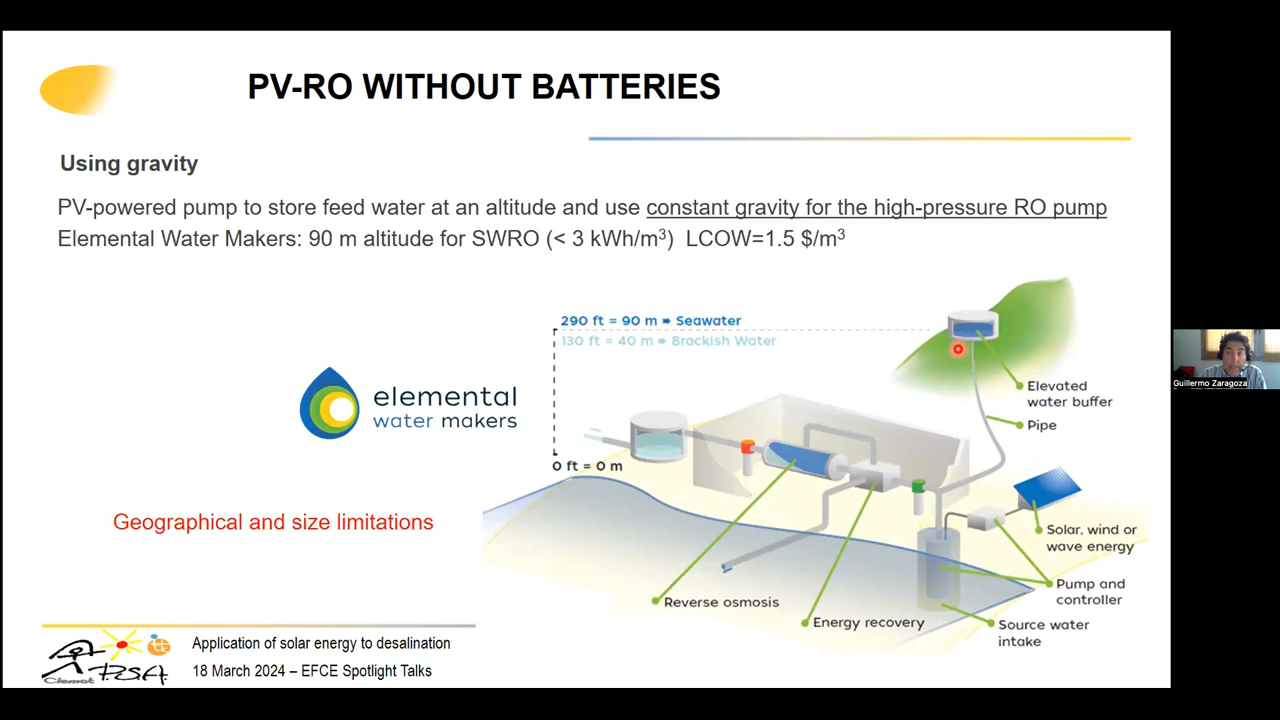 PV-RO WITHOUT BATTERIES
Using gravity
PV-powered pump to store feed water at an altitude and use constant gravity for the high-pressure RO pump
Elemental Water Makers: 90 m altitude for SWRO (< 3 kWh/m³) LCOW=1.5 $/m³
290 ft = 90 m ➨ Seawater
130 ft = 40 m ➨ Brackish Water
elemental
water makers
0 ft = 0 m
Elevated
water buffer
Pipe
Guillermo Zaragoza
Geographical and size limitations
Solar, wind or
wave energy
Pump and
controller
Reverse osmosis
Energy recovery
Source water
intake
Application of solar energy to desalination
18 March 2024 – EFCE Spotlight Talks
Ciemat
PSA